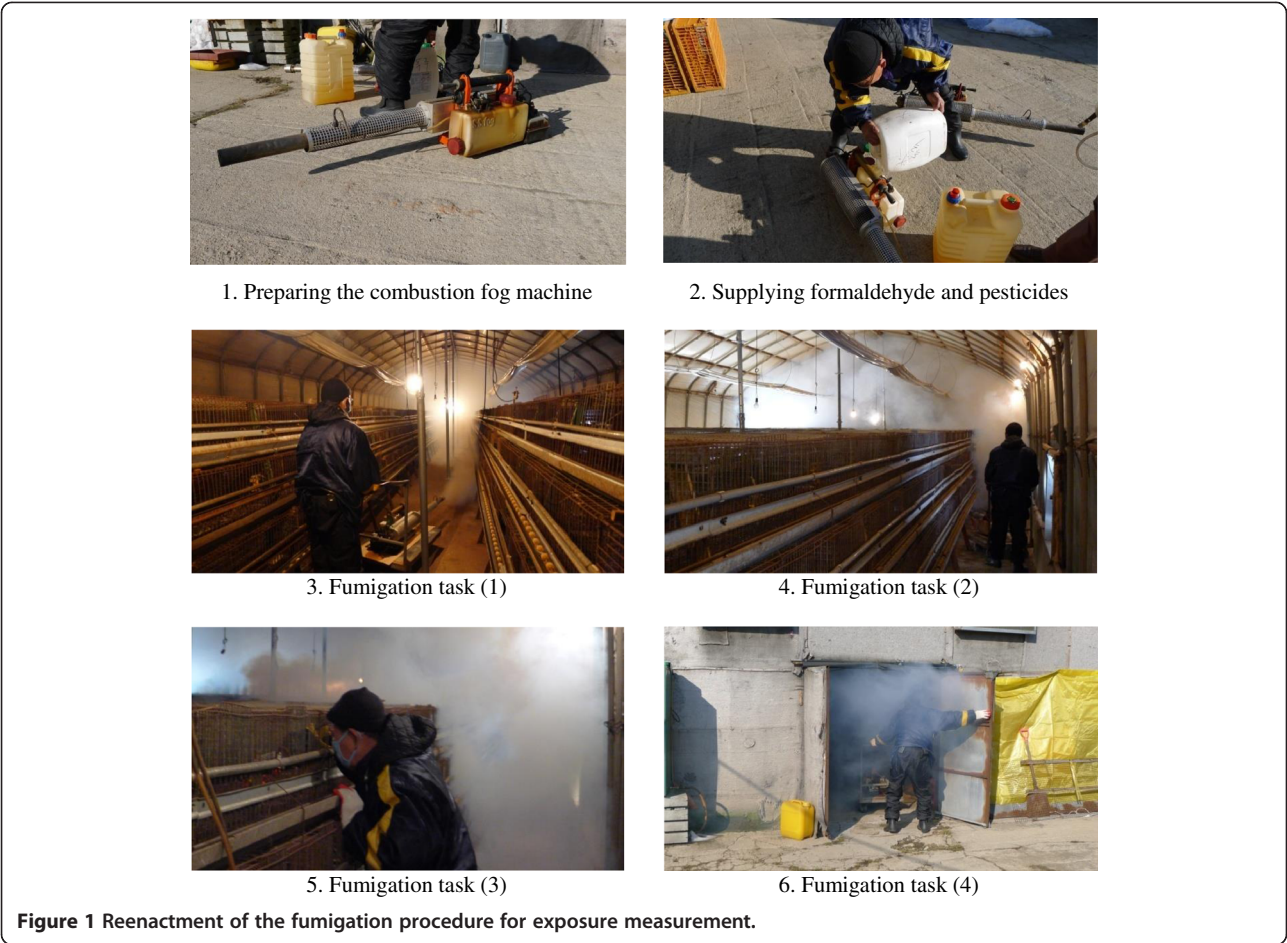 1. Preparing the combustion fog machine
2. Supplying formaldehyde and pesticides
3. Fumigation task (1)
4. Fumigation task (2)
5. Fumigation task (3)
6. Fumigation task (4)
Figure 1 Reenactment of the fumigation procedure for exposure measurement.